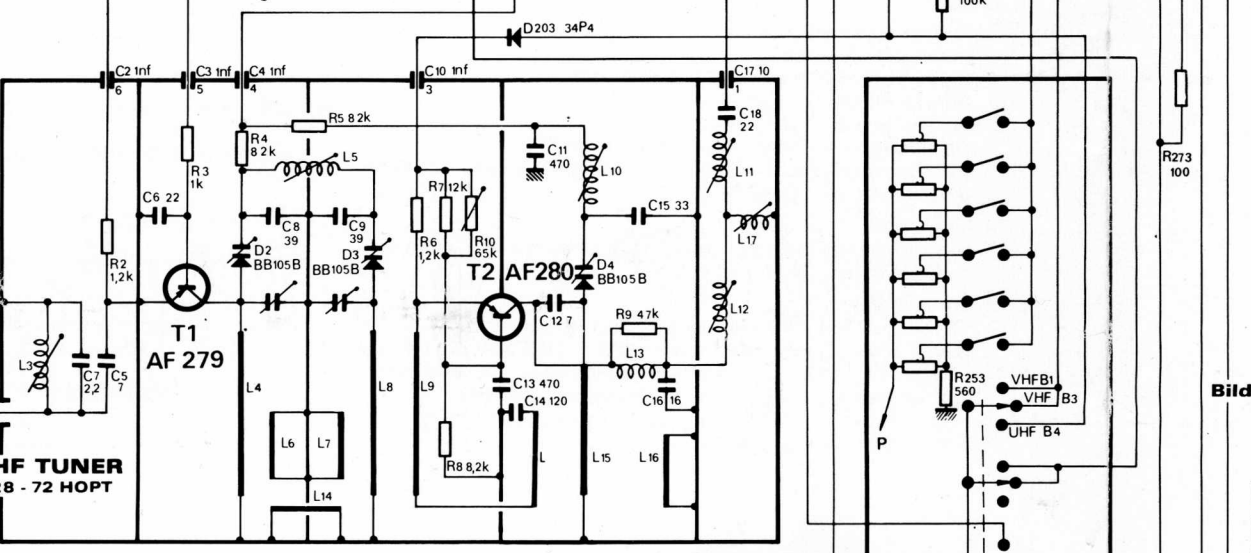 100k
D203 34P4
C2 1nf
6
C3 1nf
5
C4 1nf
4
C10 1nf
3
C17 10
1
C18
22
R5 82k
R4
82k
L5
R3
1k
C11
470
L10
L11
R273
100
C6 22
R7 12k
C8
39
C9
39
C15 33
L17
R2
1,2k
D2
BB105B
D3
BB105B
R6
1,2k
R10
65k
T2 AF280
D4
BB105B
C12 7
L12
R9 47k
T1
AF 279
L3
C7
2,2
C5
7
L4
L8
L9
L13
C13 470
C14 120
C16 16
R253
560
VHFB1
VHF B3
UHF B4
P
Bild
L6
L7
L14
R8 8,2k
L
L15
L16
HF TUNER
28 - 72 HOPT